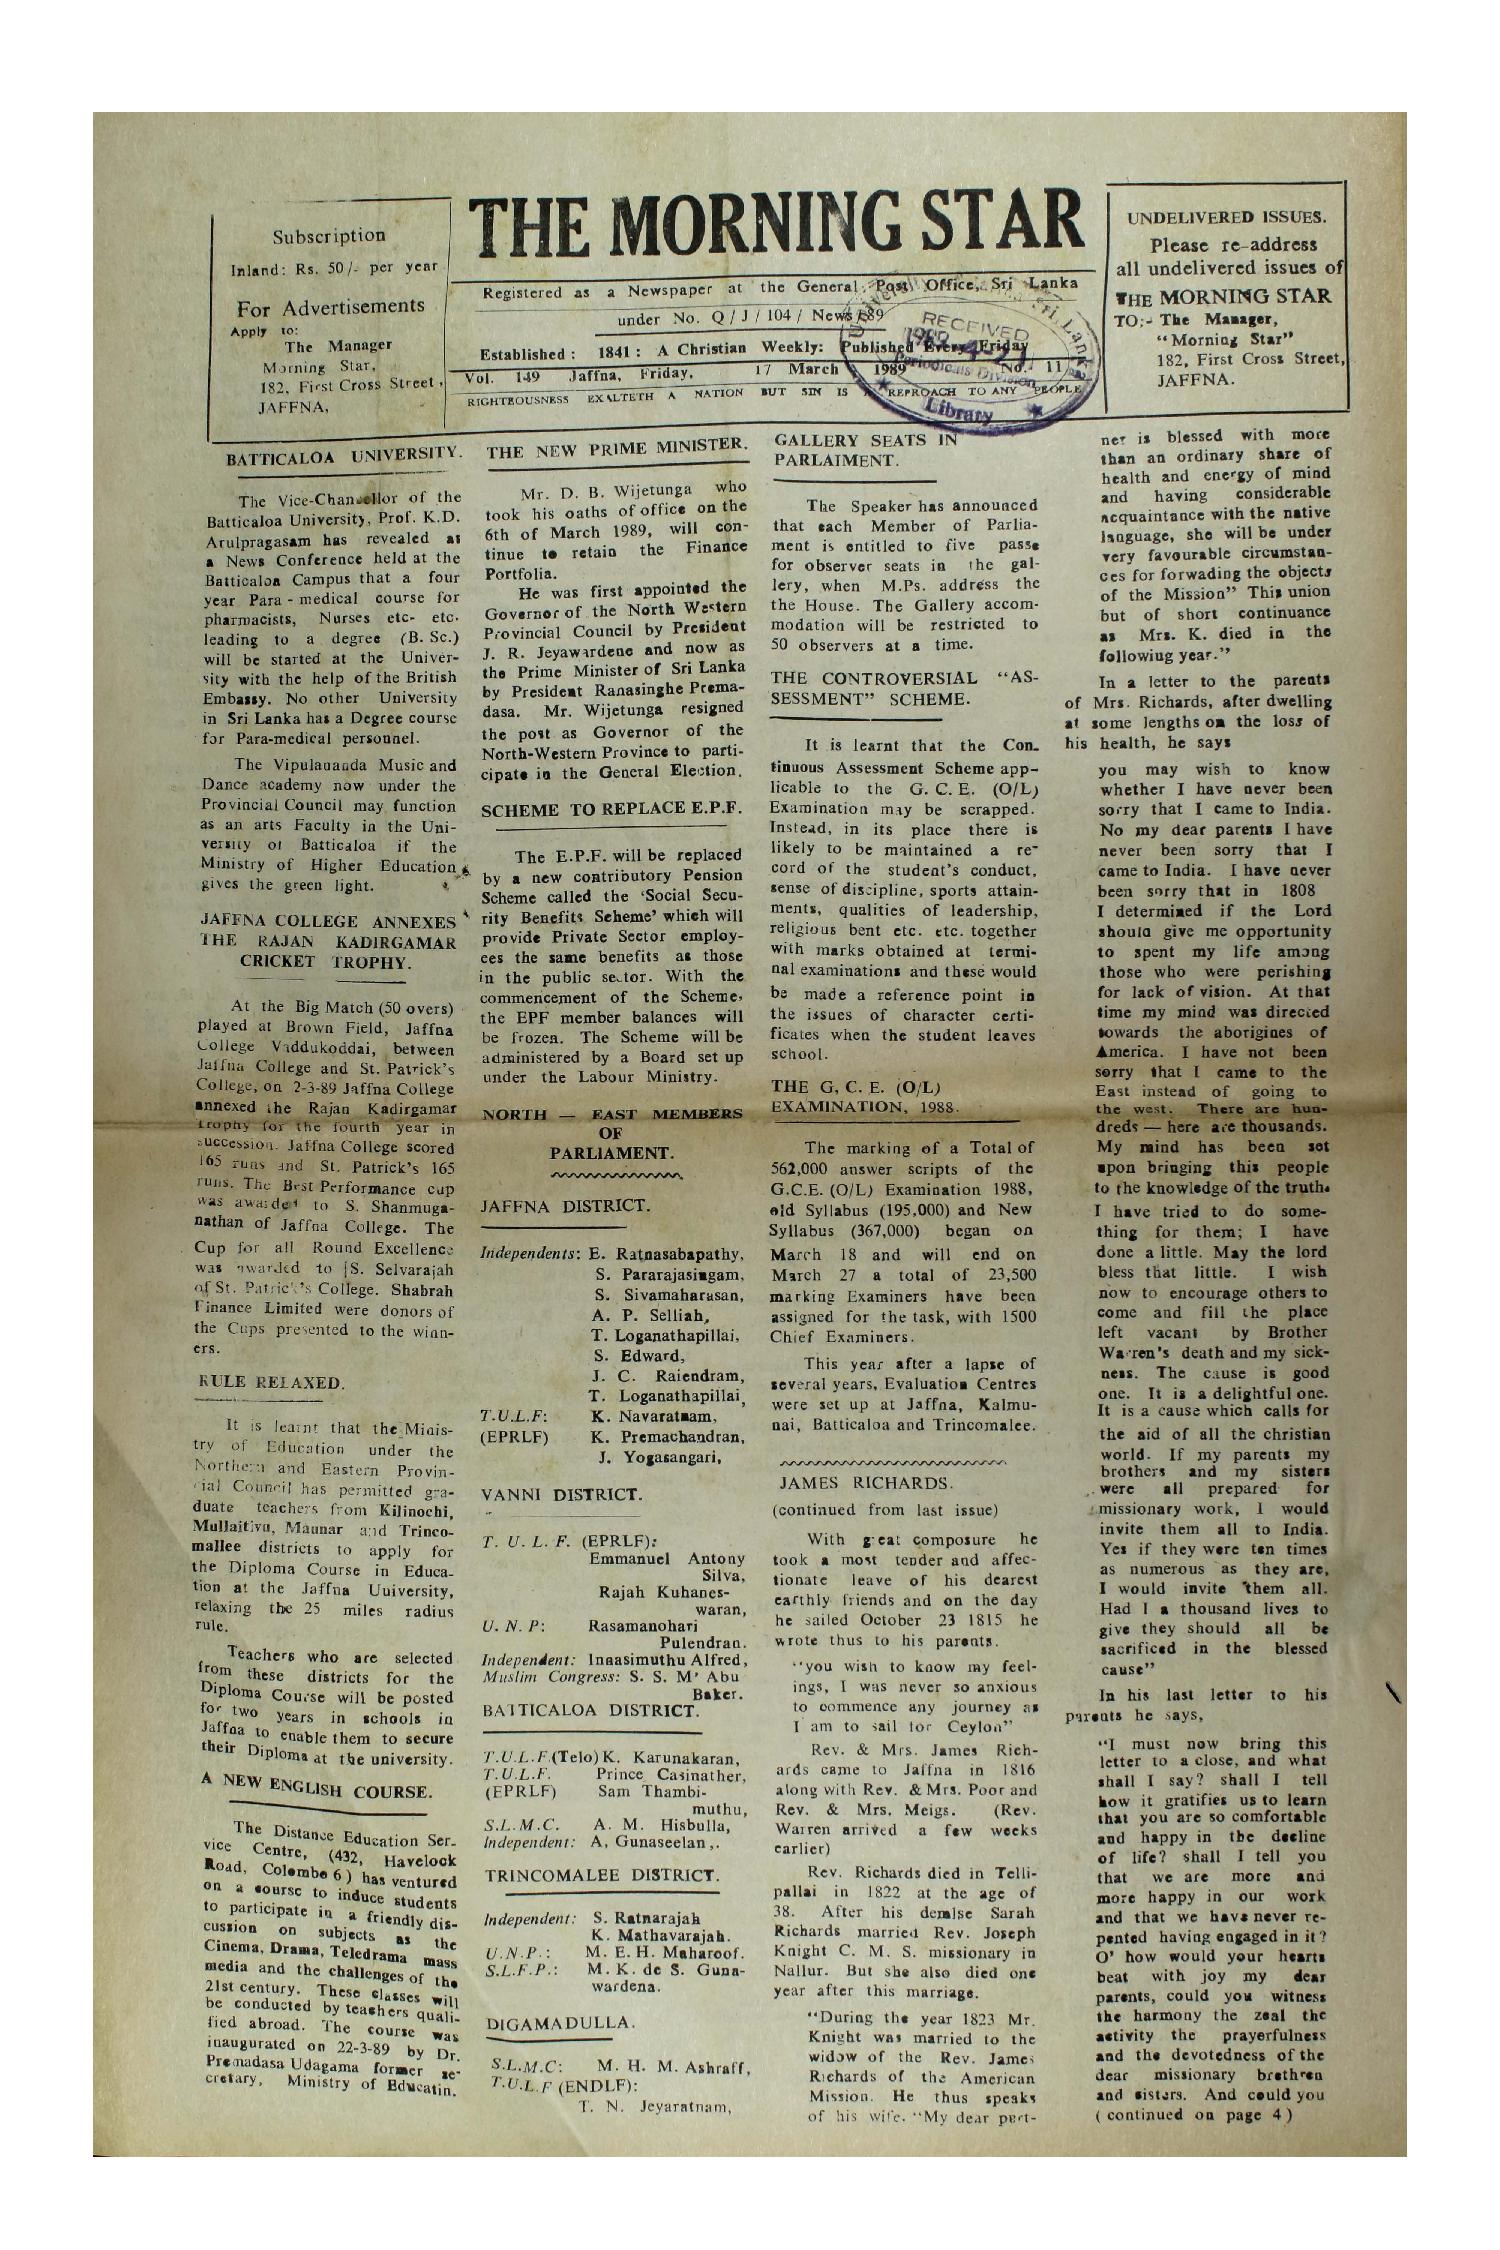 Subscription
Inland: Rs. 50/- per year
For Advertisements
Apply to:
The Manager
Morning Star,
182, First Cross Street,
JAFFNA,
THE MORNING STAR
Registered as a Newspaper at the General Post Office, Sri Lanka
under No. Q / J / 104 / News / 89
Established : 1841 : A Christian Weekly: Published Every Friday
Vol. 149 Jaffna, Friday, 17 March 1989 No. 11
RIGHTEOUSNESS EXALTETH A NATION BUT SIN IS A REPROACH TO ANY PEOPLE
RECEIVED
Periodicals Division
Library
UNDELIVERED ISSUES.
Please re-address
all undelivered issues of
THE MORNING STAR
TO:- The Manager,
"Morning Star"
182, First Cross Street,
JAFFNA.
BATTICALOA UNIVERSITY.
The Vice-Chancellor of the
Batticaloa University, Prof. K.D.
Arulpragasam has revealed at
a News Conference held at the
Batticaloa Campus that a four
year Para - medical course for
pharmacists, Nurses etc- etc.
leading to a degree (B. Sc.)
will be started at the Univer-
sity with the help of the British
Embassy. No other University
in Sri Lanka has a Degree course
for Para-medical personnel.
The Vipulananda Music and
Dance academy now under the
Provincial Council may function
as an arts Faculty in the Uni-
versity of Batticaloa if the
Ministry of Higher Education
gives the green light.
JAFFNA COLLEGE ANNEXES
THE RAJAN KADIRGAMAR
CRICKET TROPHY.
At the Big Match (50 overs)
played at Brown Field, Jaffna
College Vaddukoddai, between
Jaffna College and St. Patrick's
College, on 2-3-89 Jaffna College
annexed the Rajan Kadirgamar
trophy for the fourth year in
succession. Jaffna College scored
165 runs and St. Patrick's 165
runs. The Best Performance cup
was awarded to S. Shanmuga-
nathan of Jaffna College. The
Cup for all Round Excellence
was awarded to S. Selvarajah
of St. Patrick's College. Shabrah
Finance Limited were donors of
the Cups presented to the winn-
ers.
RULE RELAXED.
It is learnt that the Minis-
try of Education under the
Northern and Eastern Provin-
cial Council has permitted gra-
duate teachers from Kilinochi,
Mullaitivu, Mannar and Trinco-
mallee districts to apply for
the Diploma Course in Educa-
tion at the Jaffna Uuiversity,
relaxing the 25 miles radius
rule.
Teachers who are selected
from these districts for the
Diploma Course will be posted
for two years in schools in
Jaffna to enable them to secure
their Diploma at the university.
A NEW ENGLISH COURSE.
The Distance Education Ser-
vice Centre, (432, Havelock
Road, Colombo 6) has ventured
on a course to induce students
to participate in a friendly dis-
cussion on subjects as the
Cinema, Drama, Teledrama mass
media and the challenges of the
21st century. These classes will
be conducted by teachers quali-
fied abroad. The course was
inaugurated on 22-3-89 by Dr.
Premadasa Udagama former se-
cretary, Ministry of Educatin.
THE NEW PRIME MINISTER.
Mr. D. B. Wijetunga who
took his oaths of office on the
6th of March 1989, will con-
tinue to retain the Finance
Portfolia.
He was first appointed the
Governor of the North Western
Provincial Council by President
J. R. Jeyawardene and now as
the Prime Minister of Sri Lanka
by President Ranasinghe Prema-
dasa. Mr. Wijetunga resigned
the post as Governor of the
North-Western Province to parti-
cipate in the General Election.
SCHEME TO REPLACE E.P.F.
The E.P.F. will be replaced
by a new contributory Pension
Scheme called the 'Social Secu-
rity Benefits Scheme' which will
provide Private Sector employ-
ees the same benefits as those
in the public sector. With the
commencement of the Scheme,
the EPF member balances will
be frozen. The Scheme will be
administered by a Board set up
under the Labour Ministry.
NORTH — EAST MEMBERS
OF
PARLIAMENT.
JAFFNA DISTRICT.
Independents: E. Ratnasabapathy,
S. Pararajasingam,
S. Sivamaharasan,
A. P. Selliah,
T. Loganathapillai,
S. Edward,
J. C. Raiendram,
T. Loganathapillai,
T.U.L.F: K. Navaratnam,
(EPRLF) K. Premachandran,
J. Yogasangari,
VANNI DISTRICT.
T. U. L. F. (EPRLF):
Emmanuel Antony
Silva,
Rajah Kuhanes-
waran,
U. N. P: Rasamanohari
Pulendran.
Independent: Innasimuthu Alfred,
Muslim Congress: S. S. M' Abu
Baker.
BATTICALOA DISTRICT.
T.U.L.F.(Telo) K. Karunakaran,
T.U.L.F. Prince Casinather,
(EPRLF) Sam Thambi-
muthu,
S.L.M.C. A. M. Hisbulla,
Independent: A, Gunaseelan,.
TRINCOMALEE DISTRICT.
Independent: S. Ratnarajah
K. Mathavarajah.
U.N.P.: M. E. H. Maharoof.
S.L.F.P.: M. K. de S. Guna-
wardena.
DIGAMADULLA.
S.L.M.C: M. H. M. Ashraff,
T.U.L.F (ENDLF):
T. N. Jeyaratnam,
GALLERY SEATS IN
PARLAIMENT.
The Speaker has announced
that each Member of Parlia-
ment is entitled to five passe
for observer seats in the gal-
lery, when M.Ps. address the
the House. The Gallery accom-
modation will be restricted to
50 observers at a time.
THE CONTROVERSIAL "AS-
SESSMENT" SCHEME.
It is learnt that the Con-
tinuous Assessment Scheme app-
licable to the G. C. E. (O/L)
Examination may be scrapped.
Instead, in its place there is
likely to be maintained a re-
cord of the student's conduct,
sense of discipline, sports attain-
ments, qualities of leadership,
religious bent etc. etc. together
with marks obtained at termi-
nal examinations and these would
be made a reference point in
the issues of character certi-
ficates when the student leaves
school.
THE G, C. E. (O/L)
EXAMINATION, 1988.
The marking of a Total of
562,000 answer scripts of the
G.C.E. (O/L) Examination 1988,
old Syllabus (195,000) and New
Syllabus (367,000) began on
March 18 and will end on
March 27 a total of 23,500
marking Examiners have been
assigned for the task, with 1500
Chief Examiners.
This year after a lapse of
several years, Evaluation Centres
were set up at Jaffna, Kalmu-
nai, Batticaloa and Trincomalee.
JAMES RICHARDS.
(continued from last issue)
With great composure he
took a most tender and affec-
tionate leave of his dearest
earthly friends and on the day
he sailed October 23 1815 he
wrote thus to his parents.
"you wish to know my feel-
ings, I was never so anxious
to commence any journey as
I am to sail for Ceylon"
Rev. & Mrs. James Rich-
ards came to Jaffna in 1816
along with Rev. & Mrs. Poor and
Rev. & Mrs. Meigs. (Rev.
Warren arrived a few weeks
earlier)
Rev. Richards died in Telli-
pallai in 1822 at the age of
38. After his demise Sarah
Richards married Rev. Joseph
Knight C. M. S. missionary in
Nallur. But she also died one
year after this marriage.
"During the year 1823 Mr.
Knight was married to the
widow of the Rev. James
Richards of the American
Mission. He thus speaks
of his wife. "My dear part-
ner is blessed with more
than an ordinary share of
health and energy of mind
and having considerable
acquaintance with the native
language, she will be under
very favourable circumstan-
ces for forwading the objects
of the Mission" This union
but of short continuance
as Mrs. K. died in the
following year."
In a letter to the parents
of Mrs. Richards, after dwelling
at some lengths on the loss of
his health, he says
you may wish to know
whether I have never been
sorry that I came to India.
No my dear parents I have
never been sorry that I
came to India. I have never
been sorry that in 1808
I determined if the Lord
should give me opportunity
to spent my life among
those who were perishing
for lack of vision. At that
time my mind was directed
towards the aborigines of
America. I have not been
sorry that I came to the
East instead of going to
the west. There are hun-
dreds — here are thousands.
My mind has been set
upon bringing this people
to the knowledge of the truth.
I have tried to do some-
thing for them; I have
done a little. May the lord
bless that little. I wish
now to encourage others to
come and fill the place
left vacant by Brother
Warren's death and my sick-
ness. The cause is good
one. It is a delightful one.
It is a cause which calls for
the aid of all the christian
world. If my parents my
brothers and my sisters
were all prepared for
missionary work, I would
invite them all to India.
Yes if they were ten times
as numerous as they are,
I would invite them all.
Had I a thousand lives to
give they should all be
sacrificed in the blessed
cause"
In his last letter to his
parents he says,
"I must now bring this
letter to a close, and what
shall I say? shall I tell
how it gratifies us to learn
that you are so comfortable
and happy in the decline
of life? shall I tell you
that we are more and
more happy in our work
and that we have never re-
pented having engaged in it?
O' how would your hearts
beat with joy my dear
parents, could you witness
the harmony the zeal the
activity the prayerfulness
and the devotedness of the
dear missionary brethren
and sisters. And could you
( continued on page 4 )